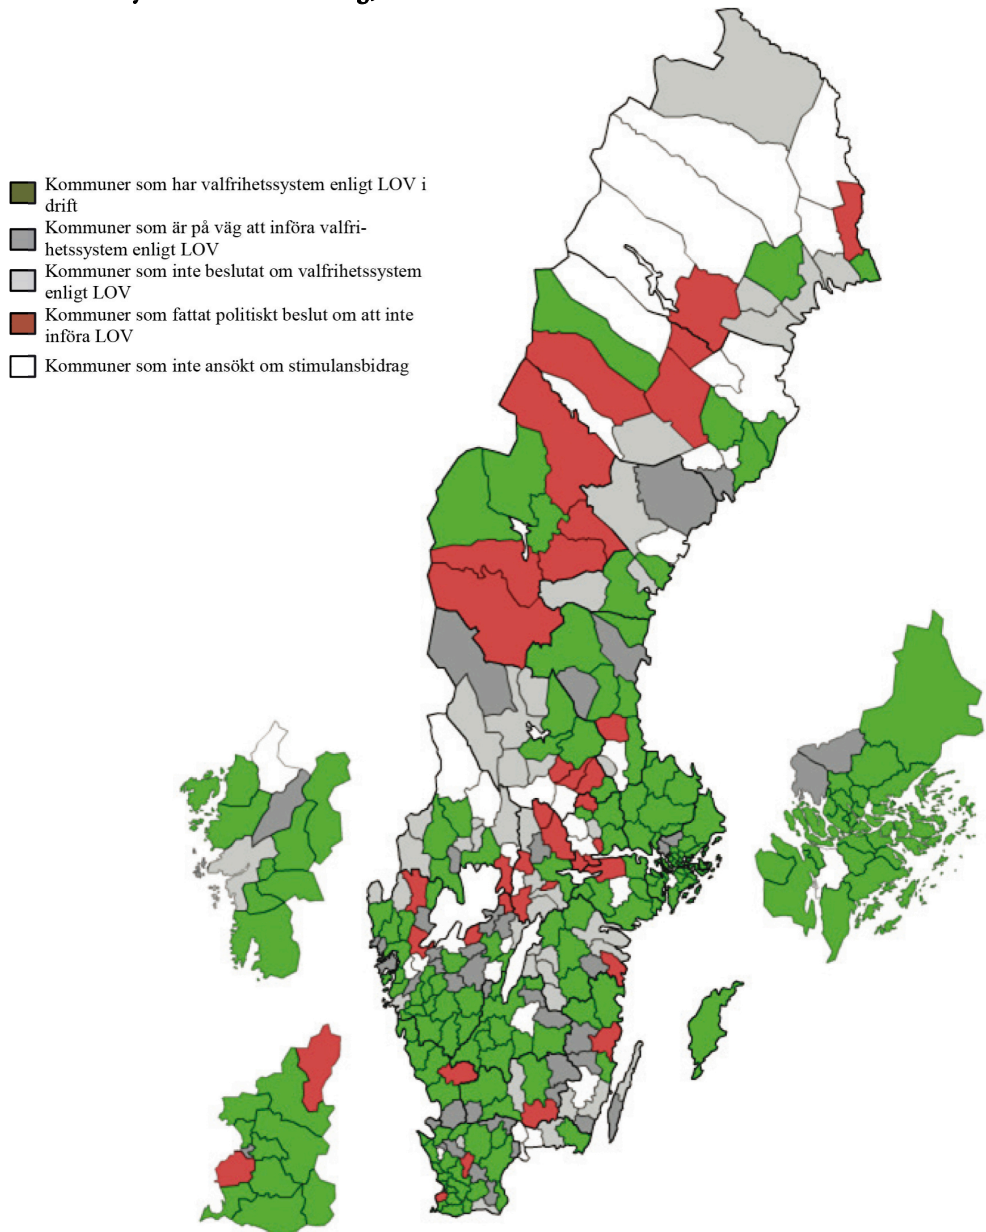 Kommuner som har valfrihetssystem enligt LOV i
drift
Kommuner som är på väg att införa valfri-
hetssystem enligt LOV
Kommuner som inte beslutat om valfrihetssystem
enligt LOV
Kommuner som fattat politiskt beslut om att inte
införa LOV
Kommuner som inte ansökt om stimulansbidrag